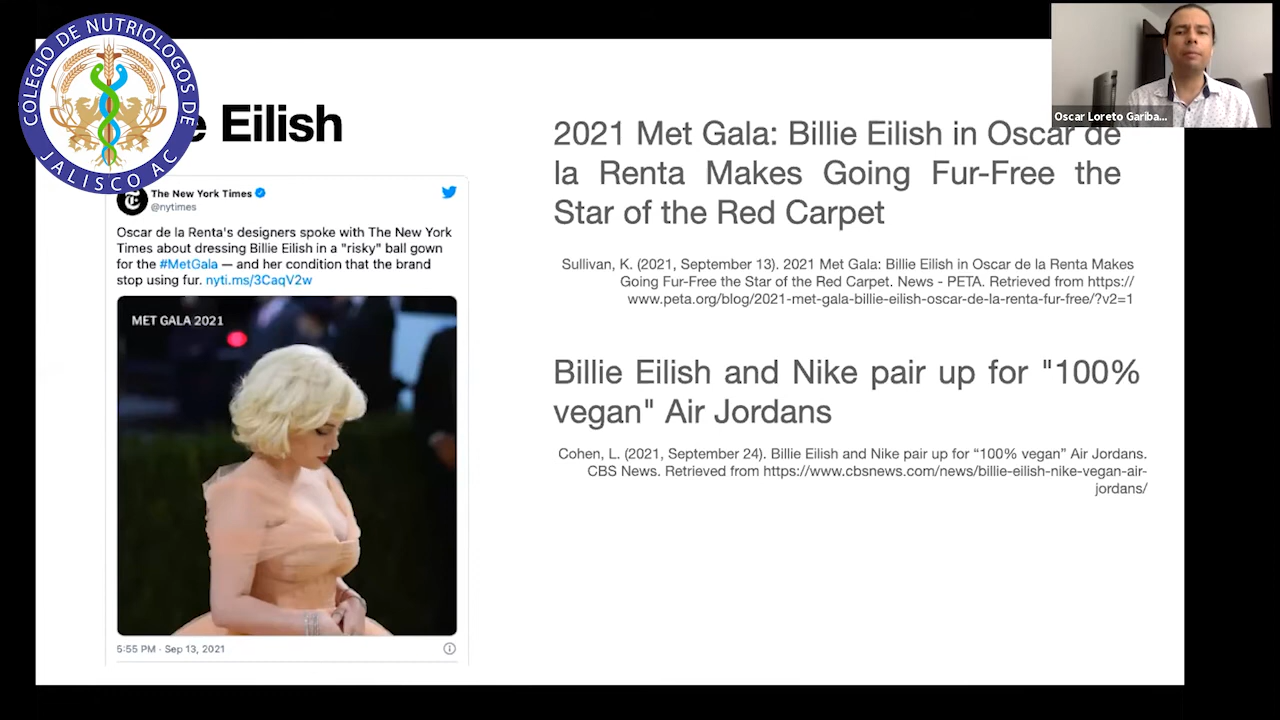 COLEGIO DE NUTRIOLOGOS DE
JALISCO AC
e Eilish
The New York Times
@nytimes
Oscar de la Renta's designers spoke with The New York
Times about dressing Billie Eilish in a "risky" ball gown
for the #MetGala — and her condition that the brand
stop using fur. nyti.ms/3CaqV2w
MET GALA 2021
5:55 PM · Sep 13, 2021
2021 Met Gala: Billie Eilish in Oscar de
la Renta Makes Going Fur-Free the
Star of the Red Carpet
Sullivan, K. (2021, September 13). 2021 Met Gala: Billie Eilish in Oscar de la Renta Makes
Going Fur-Free the Star of the Red Carpet. News - PETA. Retrieved from https://
www.peta.org/blog/2021-met-gala-billie-eilish-oscar-de-la-renta-fur-free/?v2=1
Billie Eilish and Nike pair up for "100%
vegan" Air Jordans
Cohen, L. (2021, September 24). Billie Eilish and Nike pair up for “100% vegan” Air Jordans.
CBS News. Retrieved from https://www.cbsnews.com/news/billie-eilish-nike-vegan-air-
jordans/
Oscar Loreto Gariba...